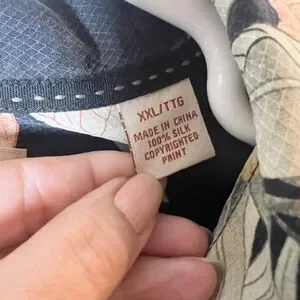 XXL/TTG
MADE IN CHINA
100% SILK
COPYRIGHTED
PRINT